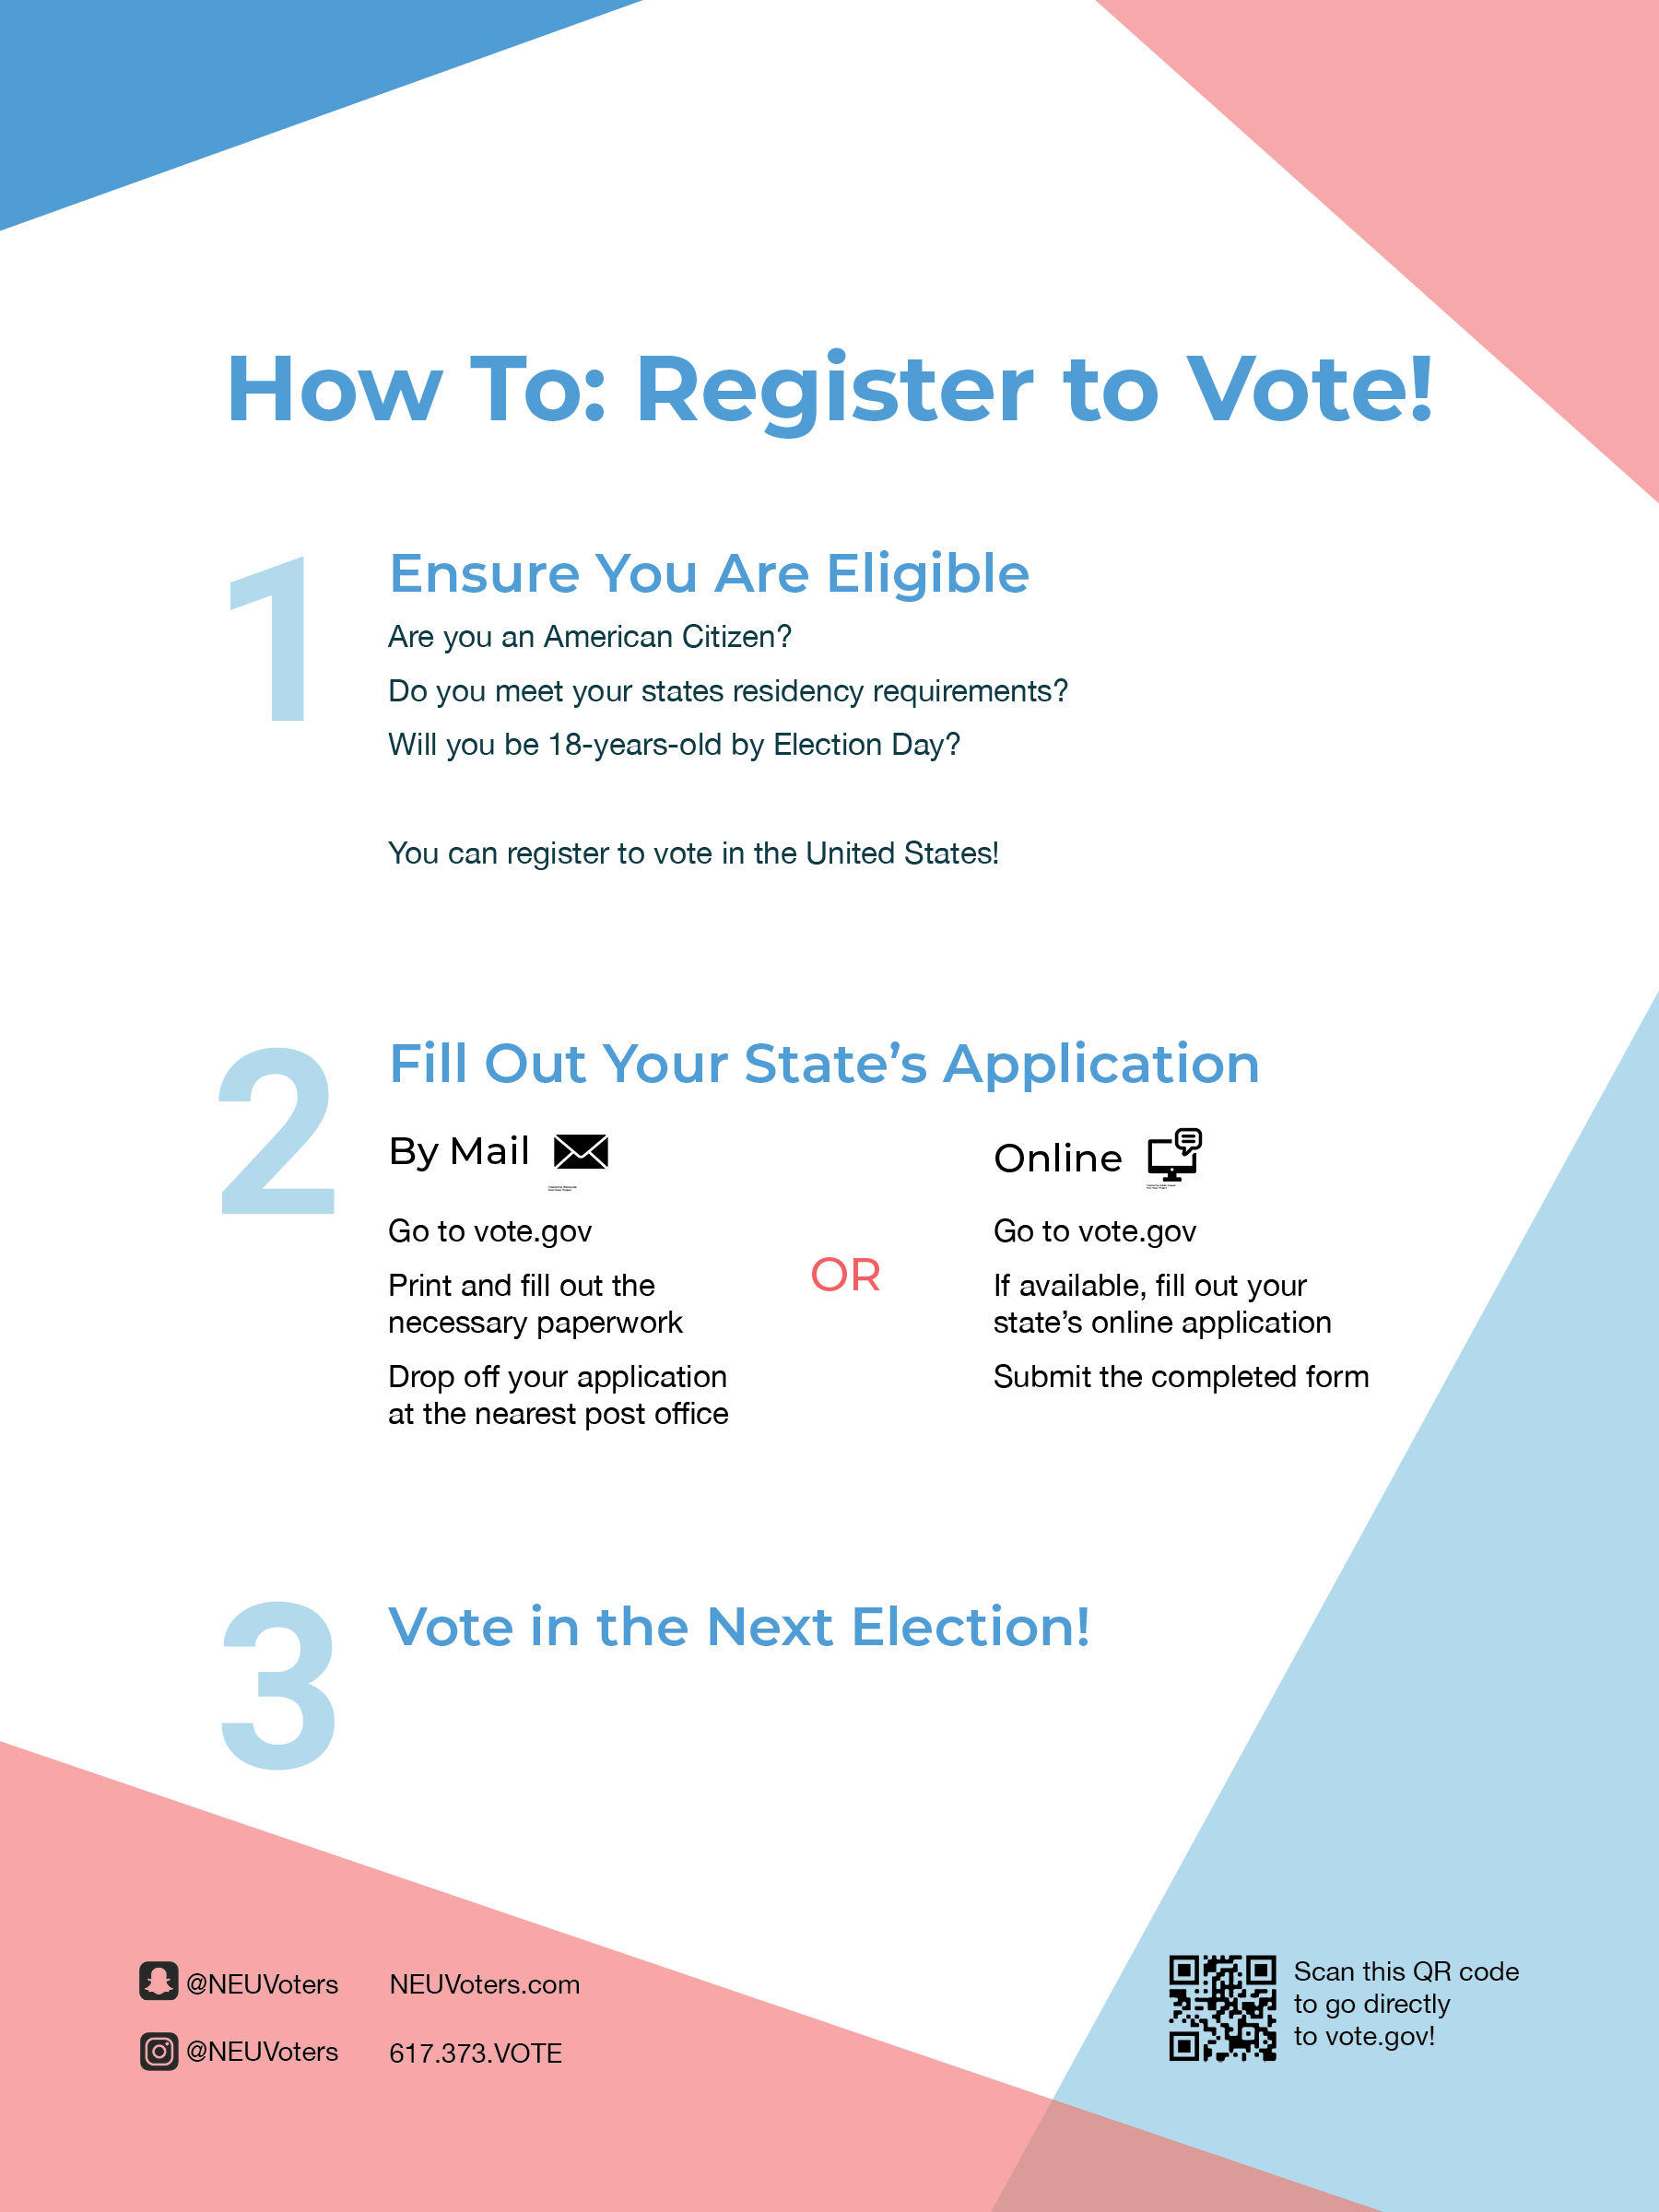 How To: Register to Vote!
1
Ensure You Are Eligible
Are you an American Citizen?
Do you meet your states residency requirements?
Will you be 18-years-old by Election Day?
You can register to vote in the United States!
2
Fill Out Your State’s Application
By Mail
Go to vote.gov
Print and fill out the
necessary paperwork
Drop off your application
at the nearest post office
OR
Online
Go to vote.gov
If available, fill out your
state’s online application
Submit the completed form
3
Vote in the Next Election!
@NEUVoters
NEUVoters.com
@NEUVoters
617.373.VOTE
Scan this QR code
to go directly
to vote.gov!